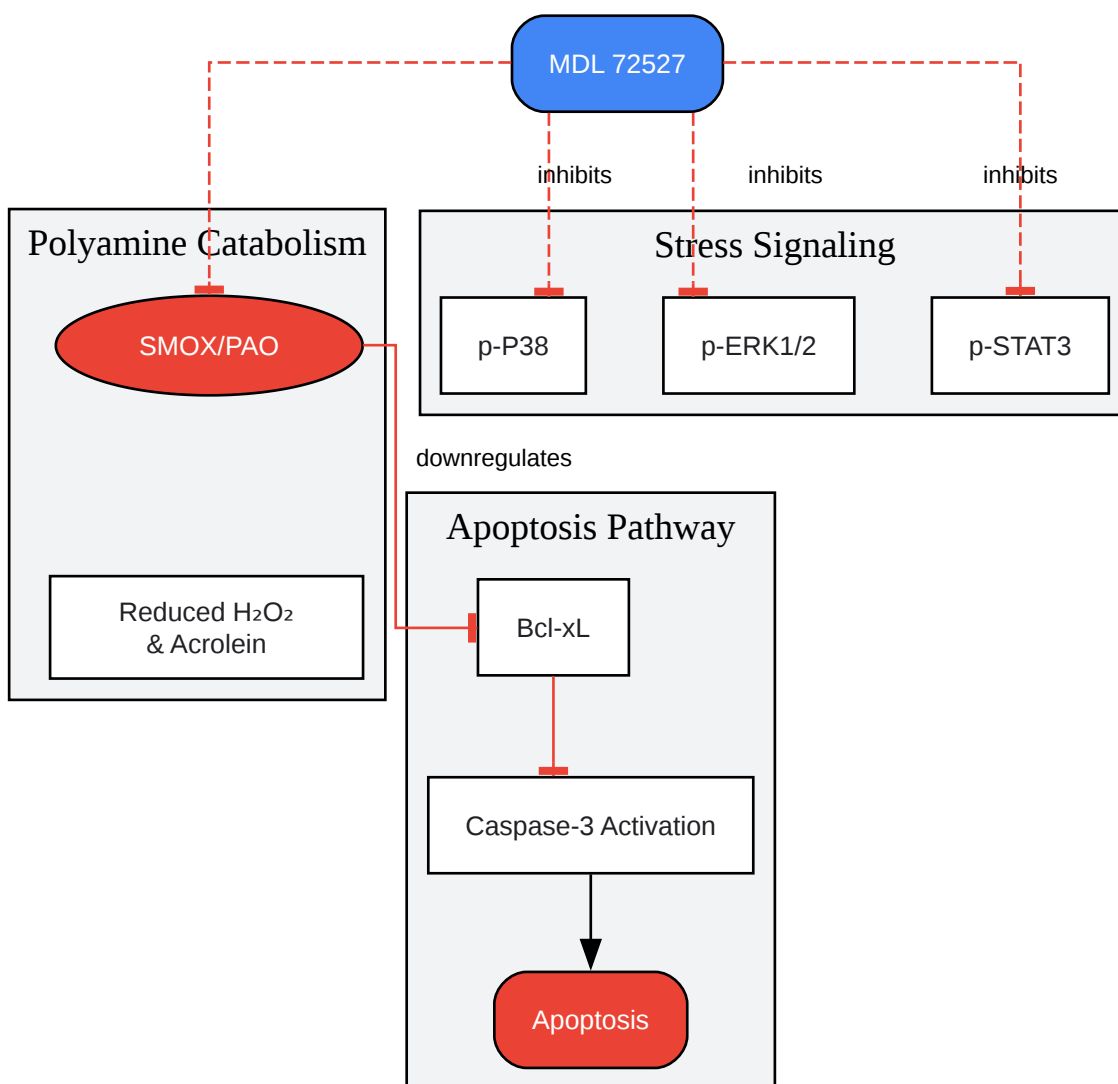 MDL 72527
inhibits
inhibits
inhibits
Polyamine Catabolism
SMOX/PAO
Reduced H₂O₂
& Acrolein
Stress Signaling
p-P38
p-ERK1/2
p-STAT3
downregulates
Apoptosis Pathway
Bcl-xL
Caspase-3 Activation
Apoptosis